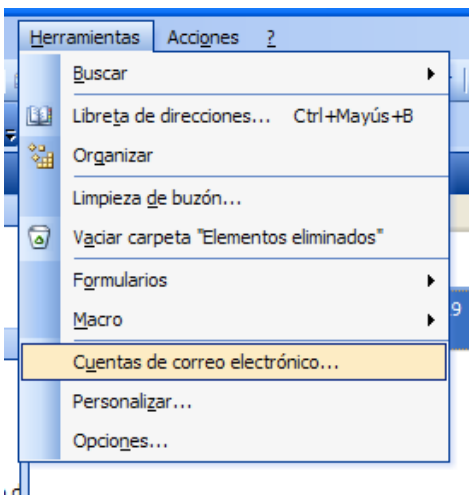 Herramientas Acciones ?
Buscar
Libreta de direcciones... Ctrl+Mayús+B
Organizar
Limpieza de buzón...
Vaciar carpeta "Elementos eliminados"
Formularios
Macro
9
Cuentas de correo electrónico...
Personalizar...
Opciones...